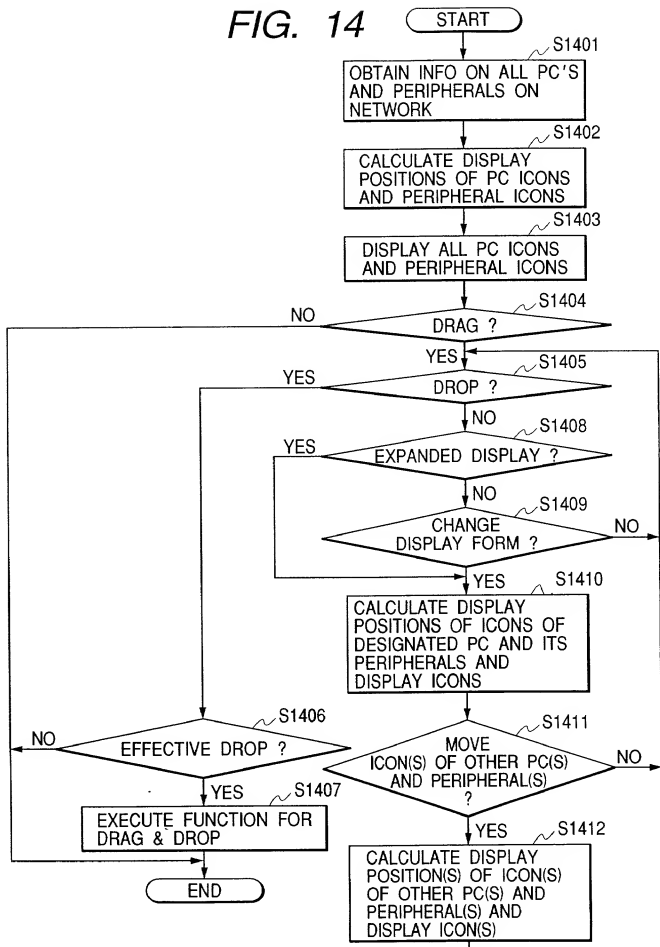 FIG. 14
START
S1401
OBTAIN INFO ON ALL PC'S
AND PERIPHERALS ON
NETWORK
S1402
CALCULATE DISPLAY
POSITIONS OF PC ICONS
AND PERIPHERAL ICONS
S1403
DISPLAY ALL PC ICONS
AND PERIPHERAL ICONS
S1404
NO
DRAG ?
YES
S1405
YES
DROP ?
NO
S1408
YES
EXPANDED DISPLAY ?
NO
S1409
CHANGE
DISPLAY FORM ?
NO
YES
S1410
CALCULATE DISPLAY
POSITIONS OF ICONS OF
DESIGNATED PC AND ITS
PERIPHERALS AND
DISPLAY ICONS
S1406
NO
EFFECTIVE DROP ?
YES
S1407
EXECUTE FUNCTION FOR
DRAG & DROP
END
S1411
MOVE
ICON(S) OF OTHER PC(S)
AND PERIPHERAL(S)
?
NO
YES
S1412
CALCULATE DISPLAY
POSITION(S) OF ICON(S)
OF OTHER PC(S) AND
PERIPHERAL(S) AND
DISPLAY ICON(S)